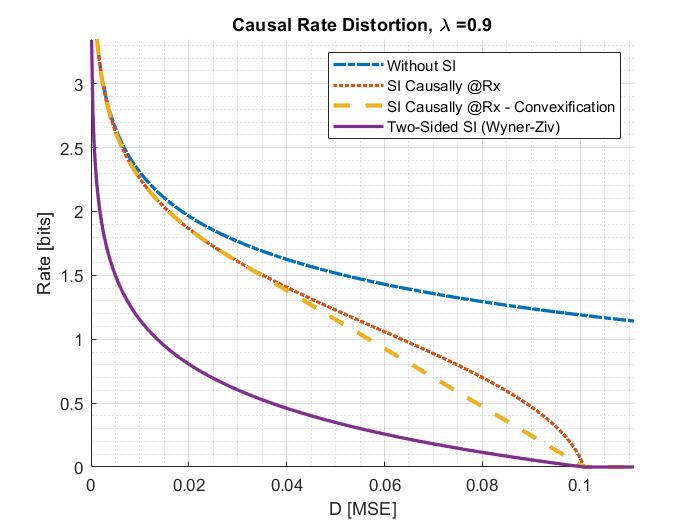 Causal Rate Distortion, λ =0.9
Without SI
SI Causally @Rx
SI Causally @Rx - Convexification
Two-Sided SI (Wyner-Ziv)
Rate [bits]
3
2.5
2
1.5
1
0.5
0
0 0.02 0.04 0.06 0.08 0.1
D [MSE]